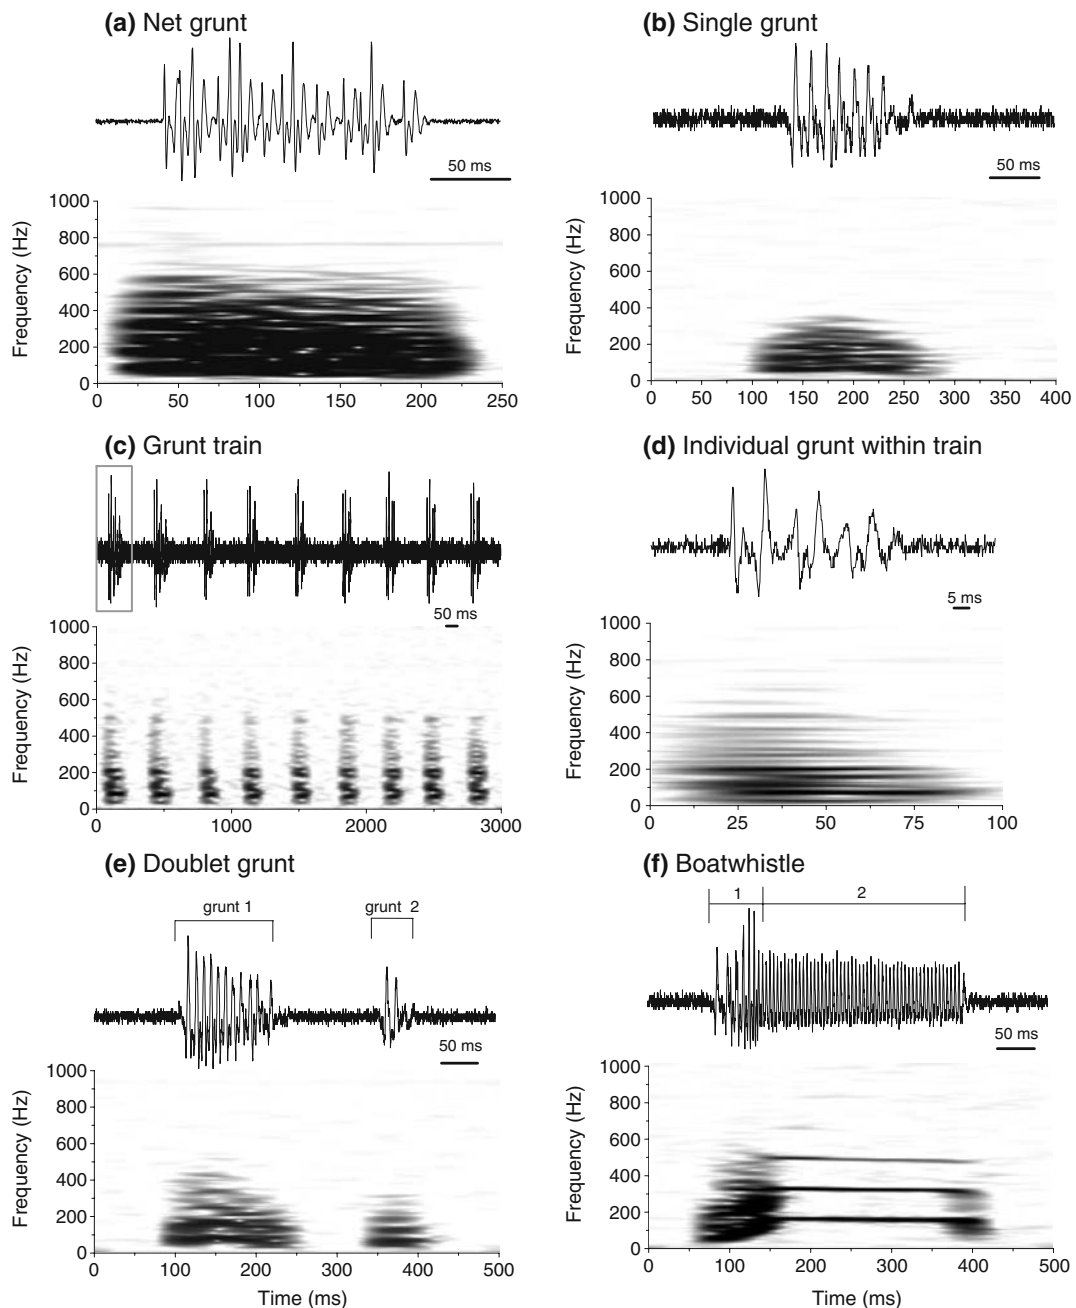 (a) Net grunt
50 ms
1000
800
600
400
200
0
Frequency (Hz)
0 50 100 150 200 250
(b) Single grunt
50 ms
1000
800
600
400
200
0
Frequency (Hz)
0 50 100 150 200 250 300 350 400
(c) Grunt train
50 ms
1000
800
600
400
200
0
Frequency (Hz)
0 1000 2000 3000
(d) Individual grunt within train
5 ms
1000
800
600
400
200
0
Frequency (Hz)
0 25 50 75 100
(e) Doublet grunt
grunt 1 grunt 2
50 ms
1000
800
600
400
200
0
Frequency (Hz)
0 100 200 300 400 500
Time (ms)
(f) Boatwhistle
1 2
50 ms
1000
800
600
400
200
0
Frequency (Hz)
0 100 200 300 400 500
Time (ms)